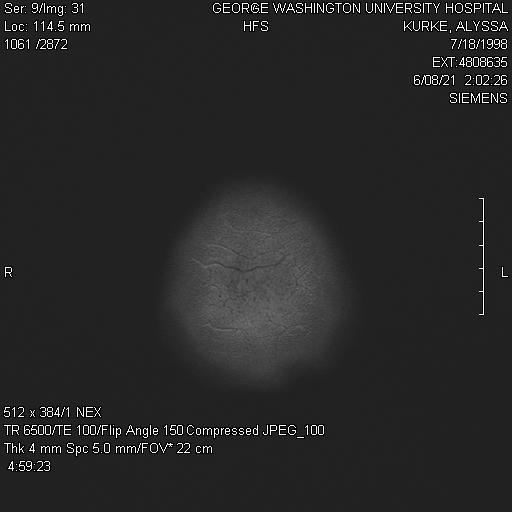 Ser: 9/Img: 31
Loc: 114.5 mm
1061 /2872
GEORGE WASHINGTON UNIVERSITY HOSPITAL
HFS
KURKE, ALYSSA
7/18/1998
EXT:4808635
6/08/21 2:02:26
SIEMENS
R
L
512 x 384/1 NEX
TR 6500/TE 100/Flip Angle 150 Compressed JPEG_100
Thk 4 mm Spc 5.0 mm/FOV* 22 cm
4:59:23